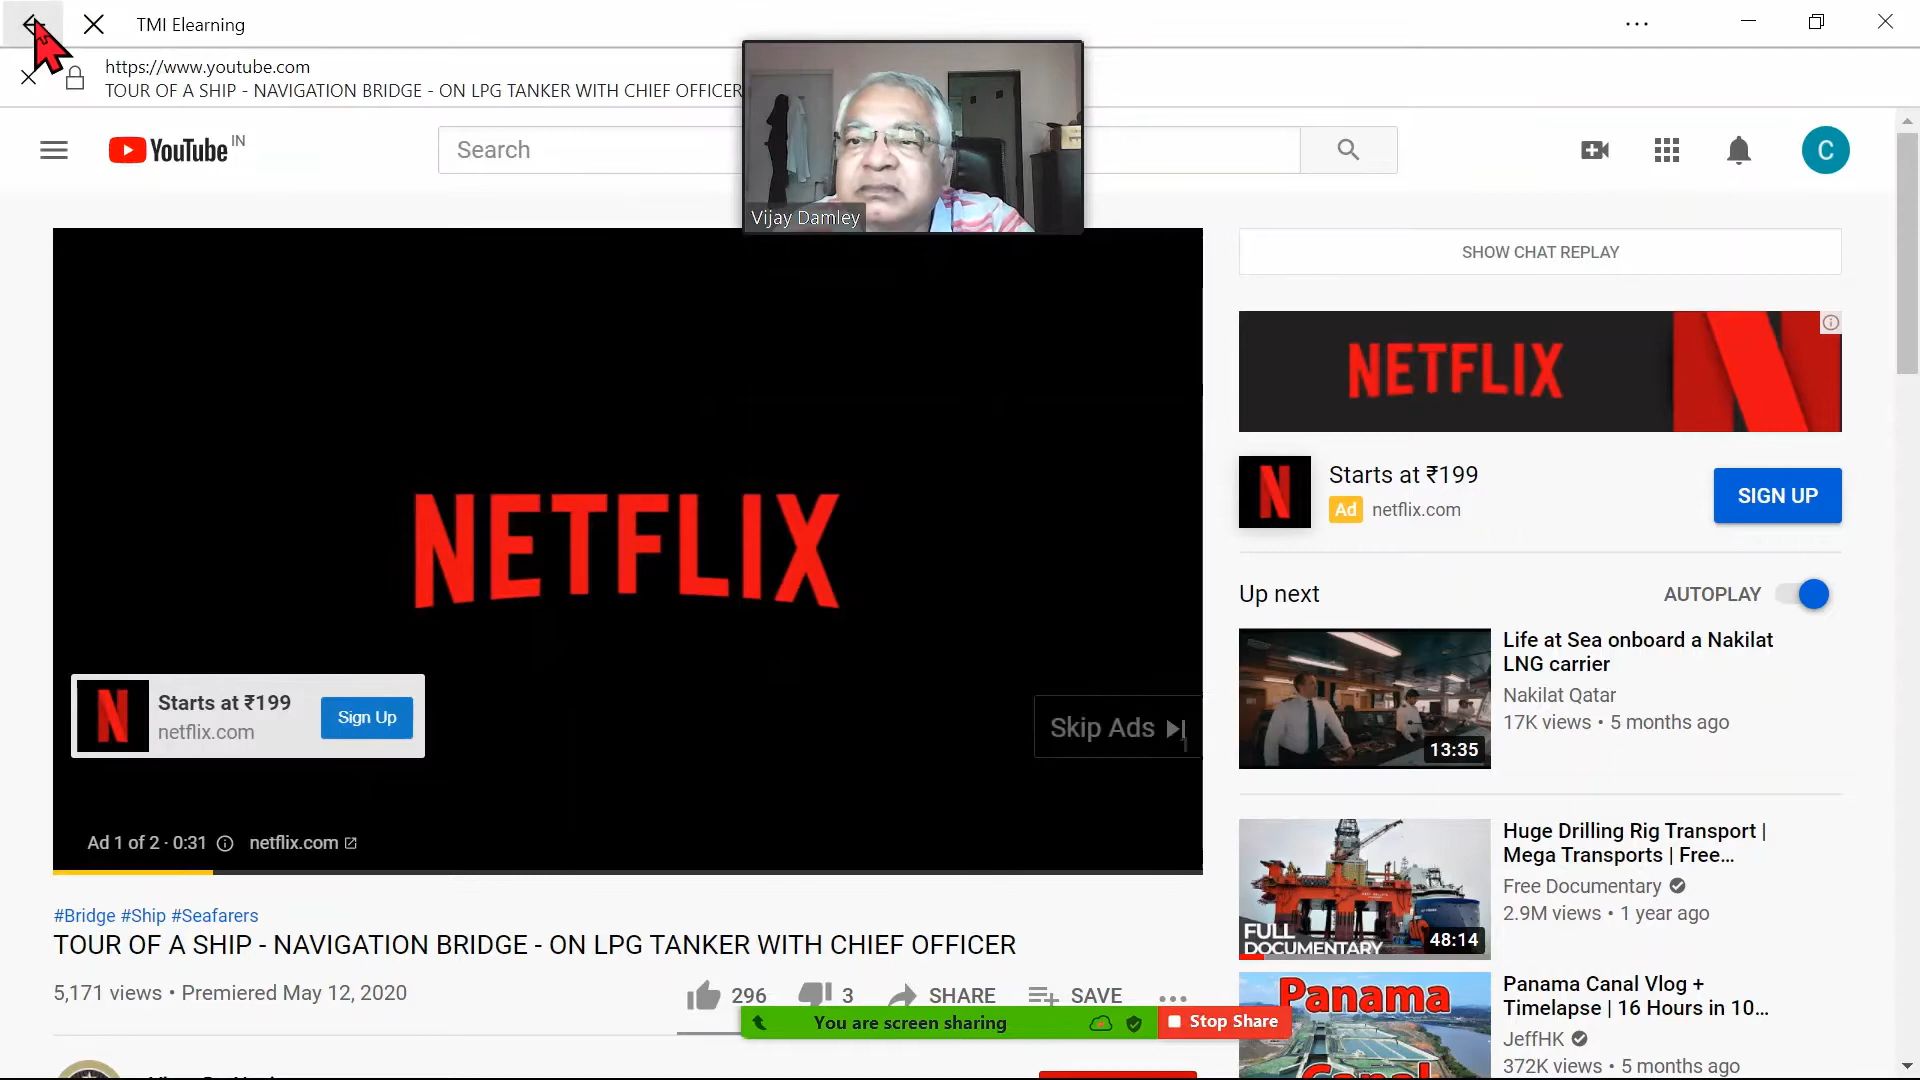 TMI Elearning
https://www.youtube.com
TOUR OF A SHIP - NAVIGATION BRIDGE - ON LPG TANKER WITH CHIEF OFFICER
YouTube IN
Search
C
Vijay Damley
SHOW CHAT REPLAY
NETFLIX
Starts at ₹199
Ad netflix.com
SIGN UP
NETFLIX
Starts at ₹199
netflix.com
Sign Up
Skip Ads
Ad 1 of 2 · 0:31 netflix.com
Up next
AUTOPLAY
13:35
Life at Sea onboard a Nakilat
LNG carrier
Nakilat Qatar
17K views • 5 months ago
FULL
DOCUMENTARY
48:14
Huge Drilling Rig Transport |
Mega Transports | Free...
Free Documentary
2.9M views • 1 year ago
Panama
Canal
Panama Canal Vlog +
Timelapse | 16 Hours in 10...
JeffHK
372K views • 5 months ago
#Bridge #Ship #Seafarers
TOUR OF A SHIP - NAVIGATION BRIDGE - ON LPG TANKER WITH CHIEF OFFICER
5,171 views • Premiered May 12, 2020
296
3
SHARE
SAVE
You are screen sharing
Stop Share